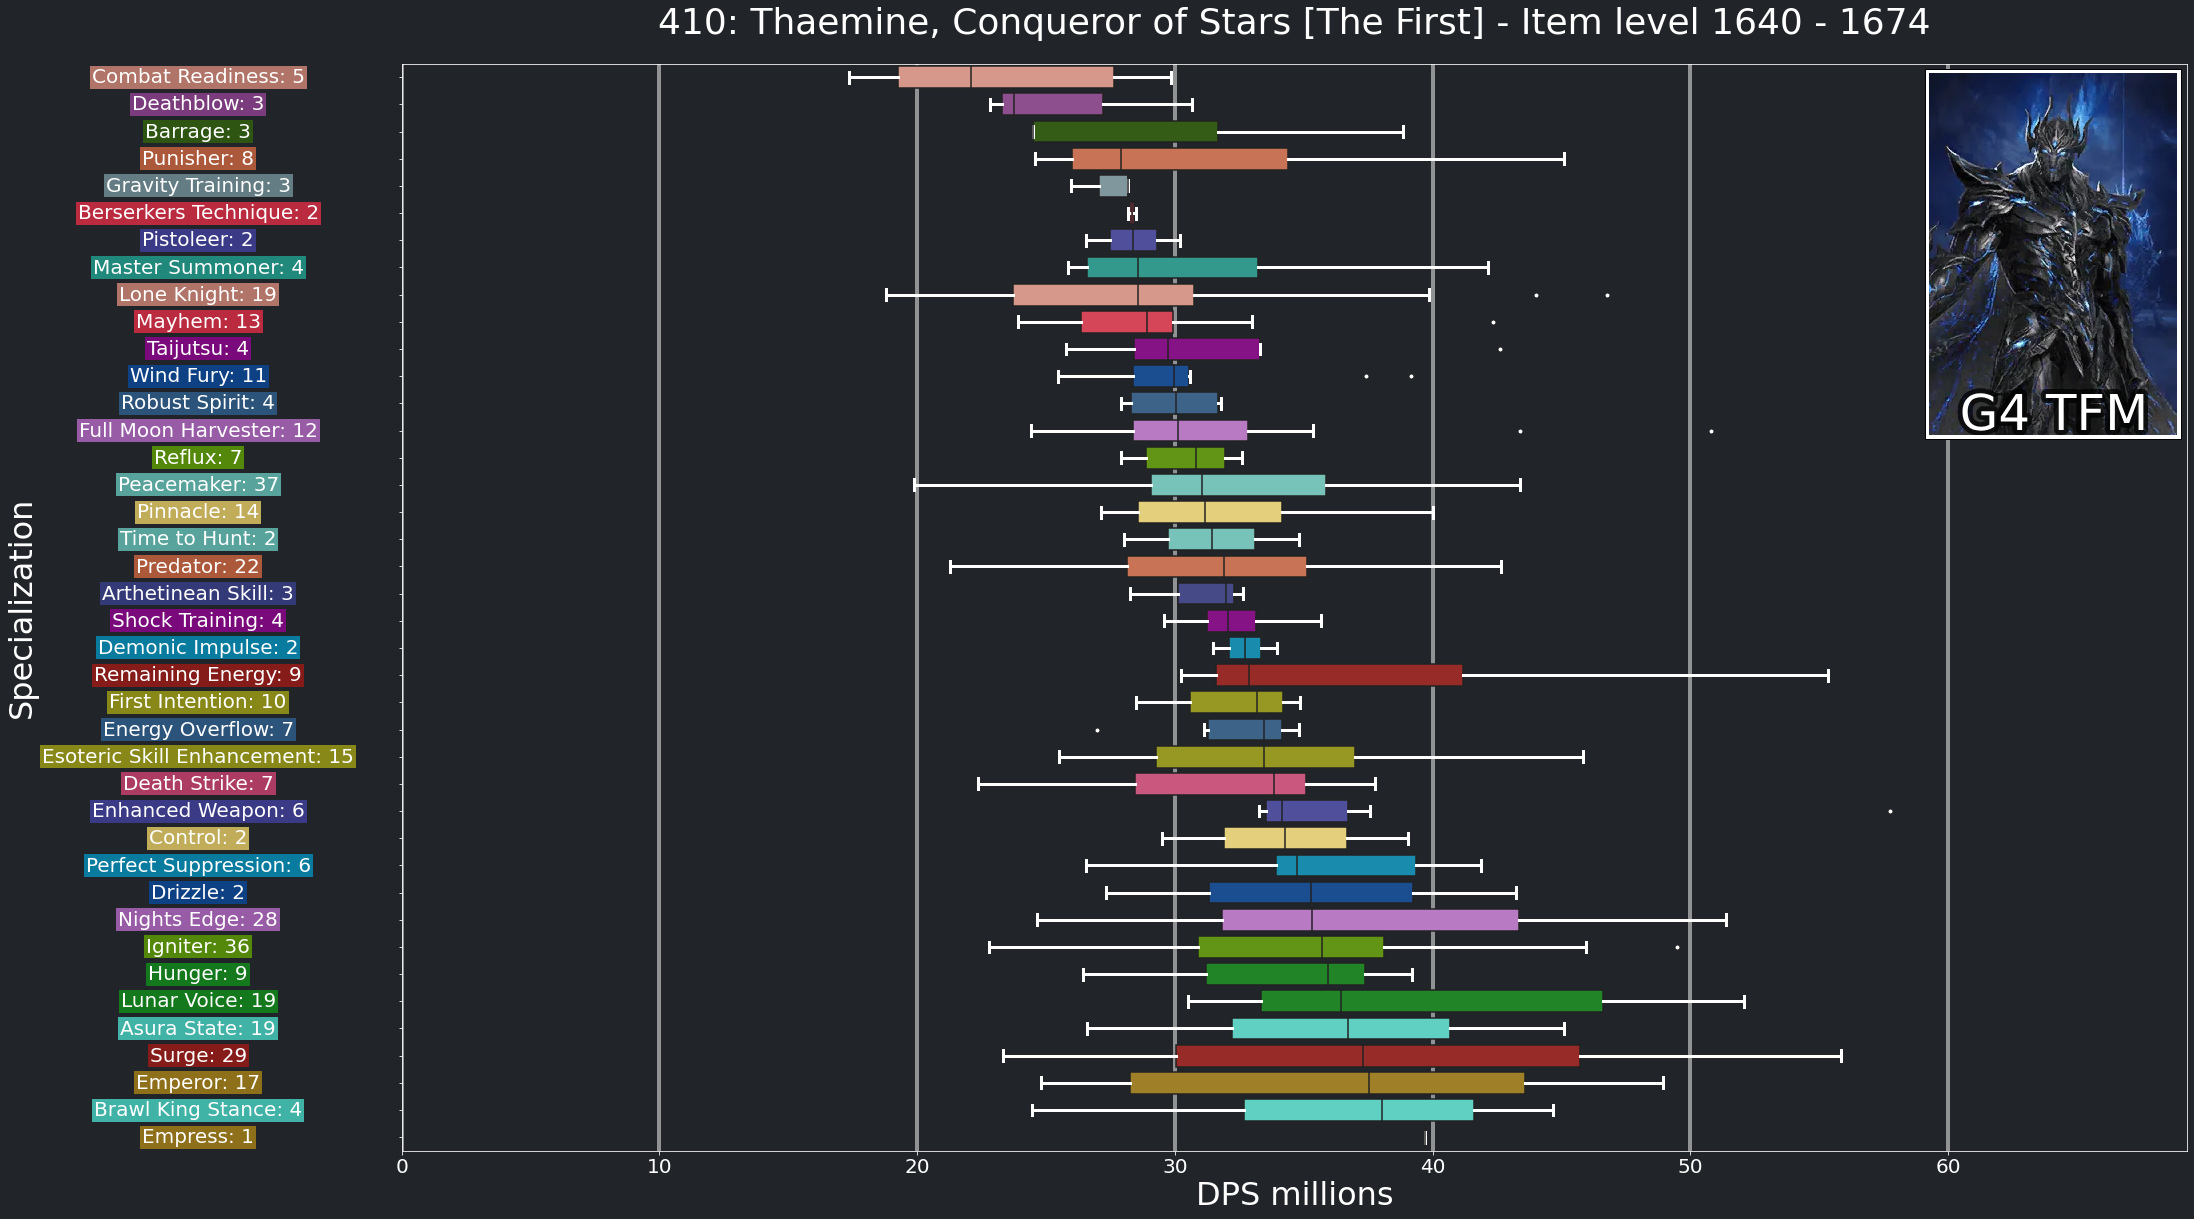 410: Thaemine, Conqueror of Stars [The First] - Item level 1640 - 1674
Combat Readiness: 5
Deathblow: 3
Barrage: 3
Punisher: 8
Gravity Training: 3
Berserkers Technique: 2
Pistoleer: 2
Master Summoner: 4
Lone Knight: 19
Mayhem: 13
Taijutsu: 4
Wind Fury: 11
Robust Spirit: 4
Full Moon Harvester: 12
Reflux: 7
Peacemaker: 37
Pinnacle: 14
Time to Hunt: 2
Predator: 22
Arthetinean Skill: 3
Shock Training: 4
Demonic Impulse: 2
Remaining Energy: 9
First Intention: 10
Energy Overflow: 7
Esoteric Skill Enhancement: 15
Death Strike: 7
Enhanced Weapon: 6
Control: 2
Perfect Suppression: 6
Drizzle: 2
Nights Edge: 28
Igniter: 36
Hunger: 9
Lunar Voice: 19
Asura State: 19
Surge: 29
Emperor: 17
Brawl King Stance: 4
Empress: 1
Specialization
G4 TFM
0 10 20 30 40 50 60
DPS millions